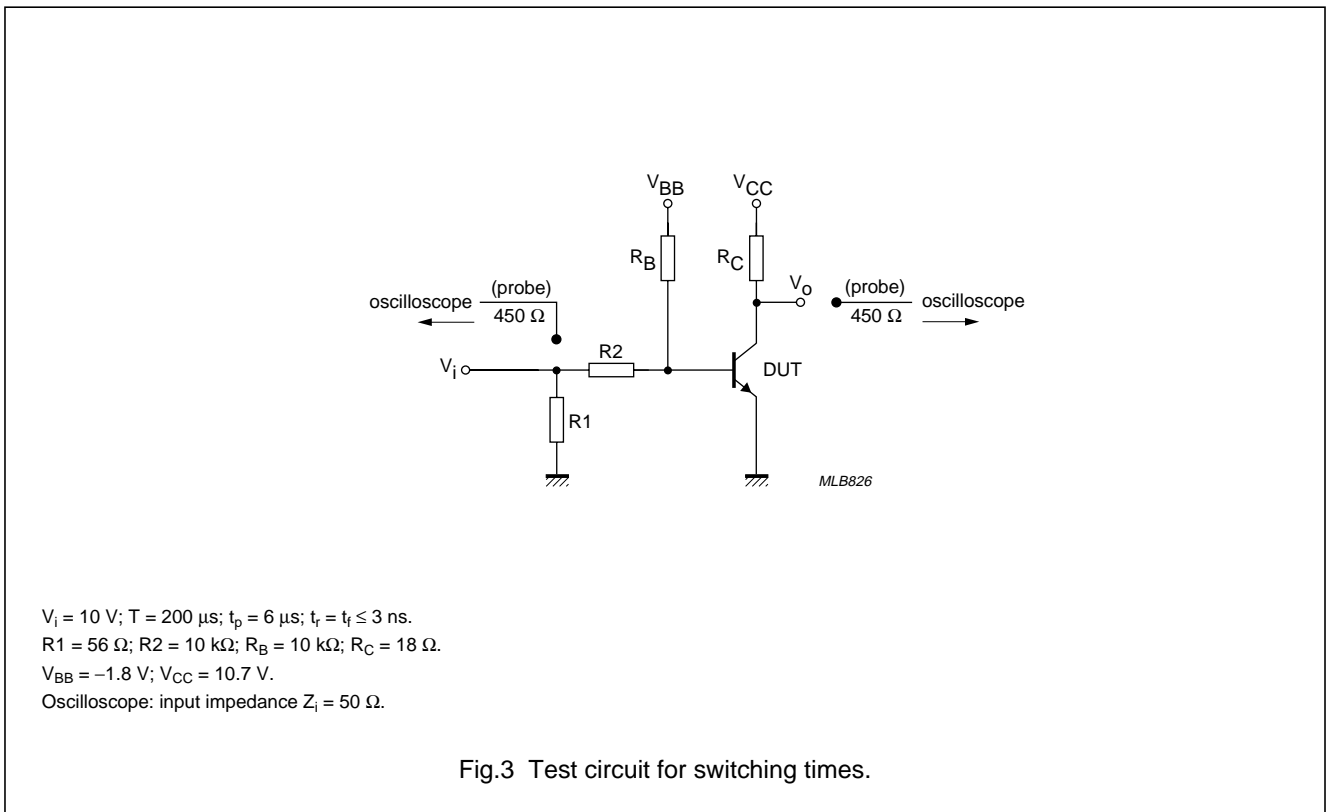 V_BB V_CC
R_B R_C
V_o
oscilloscope (probe) 450 Ω
(probe) 450 Ω oscilloscope
R2
V_i
DUT
R1
MLB826
V_i = 10 V; T = 200 µs; t_p = 6 µs; t_r = t_f ≤ 3 ns.
R1 = 56 Ω; R2 = 10 kΩ; R_B = 10 kΩ; R_C = 18 Ω.
V_BB = −1.8 V; V_CC = 10.7 V.
Oscilloscope: input impedance Z_i = 50 Ω.
Fig.3 Test circuit for switching times.